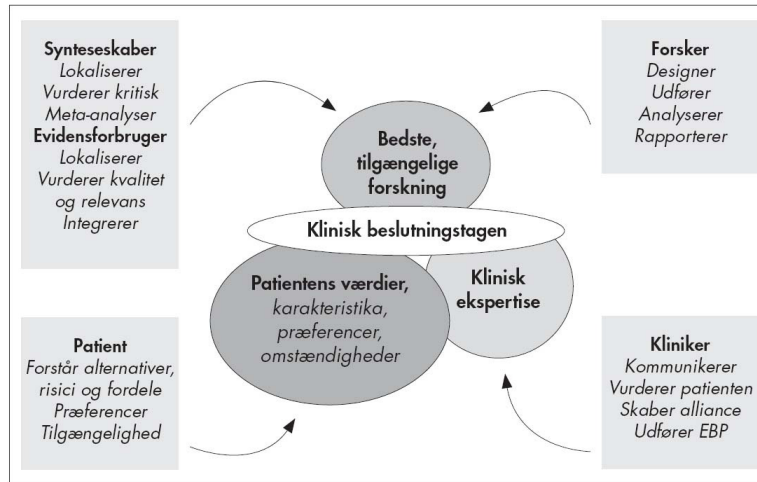 Synteseskaber
Lokaliserer
Vurderer kritisk
Meta-analyser
Evidensforbruger
Lokaliserer
Vurderer kvalitet
og relevans
Integrerer
Forsker
Designer
Udfører
Analyserer
Rapporterer
Bedste,
tilgængelige
forskning
Klinisk beslutningstagen
Patientens værdier,
karakteristika,
præferencer,
omstændigheder
Klinisk
ekspertise
Patient
Forstår alternativer,
risici og fordele
Præferencer
Tilgængelighed
Kliniker
Kommunikerer
Vurderer patienten
Skaber alliance
Udfører EBP